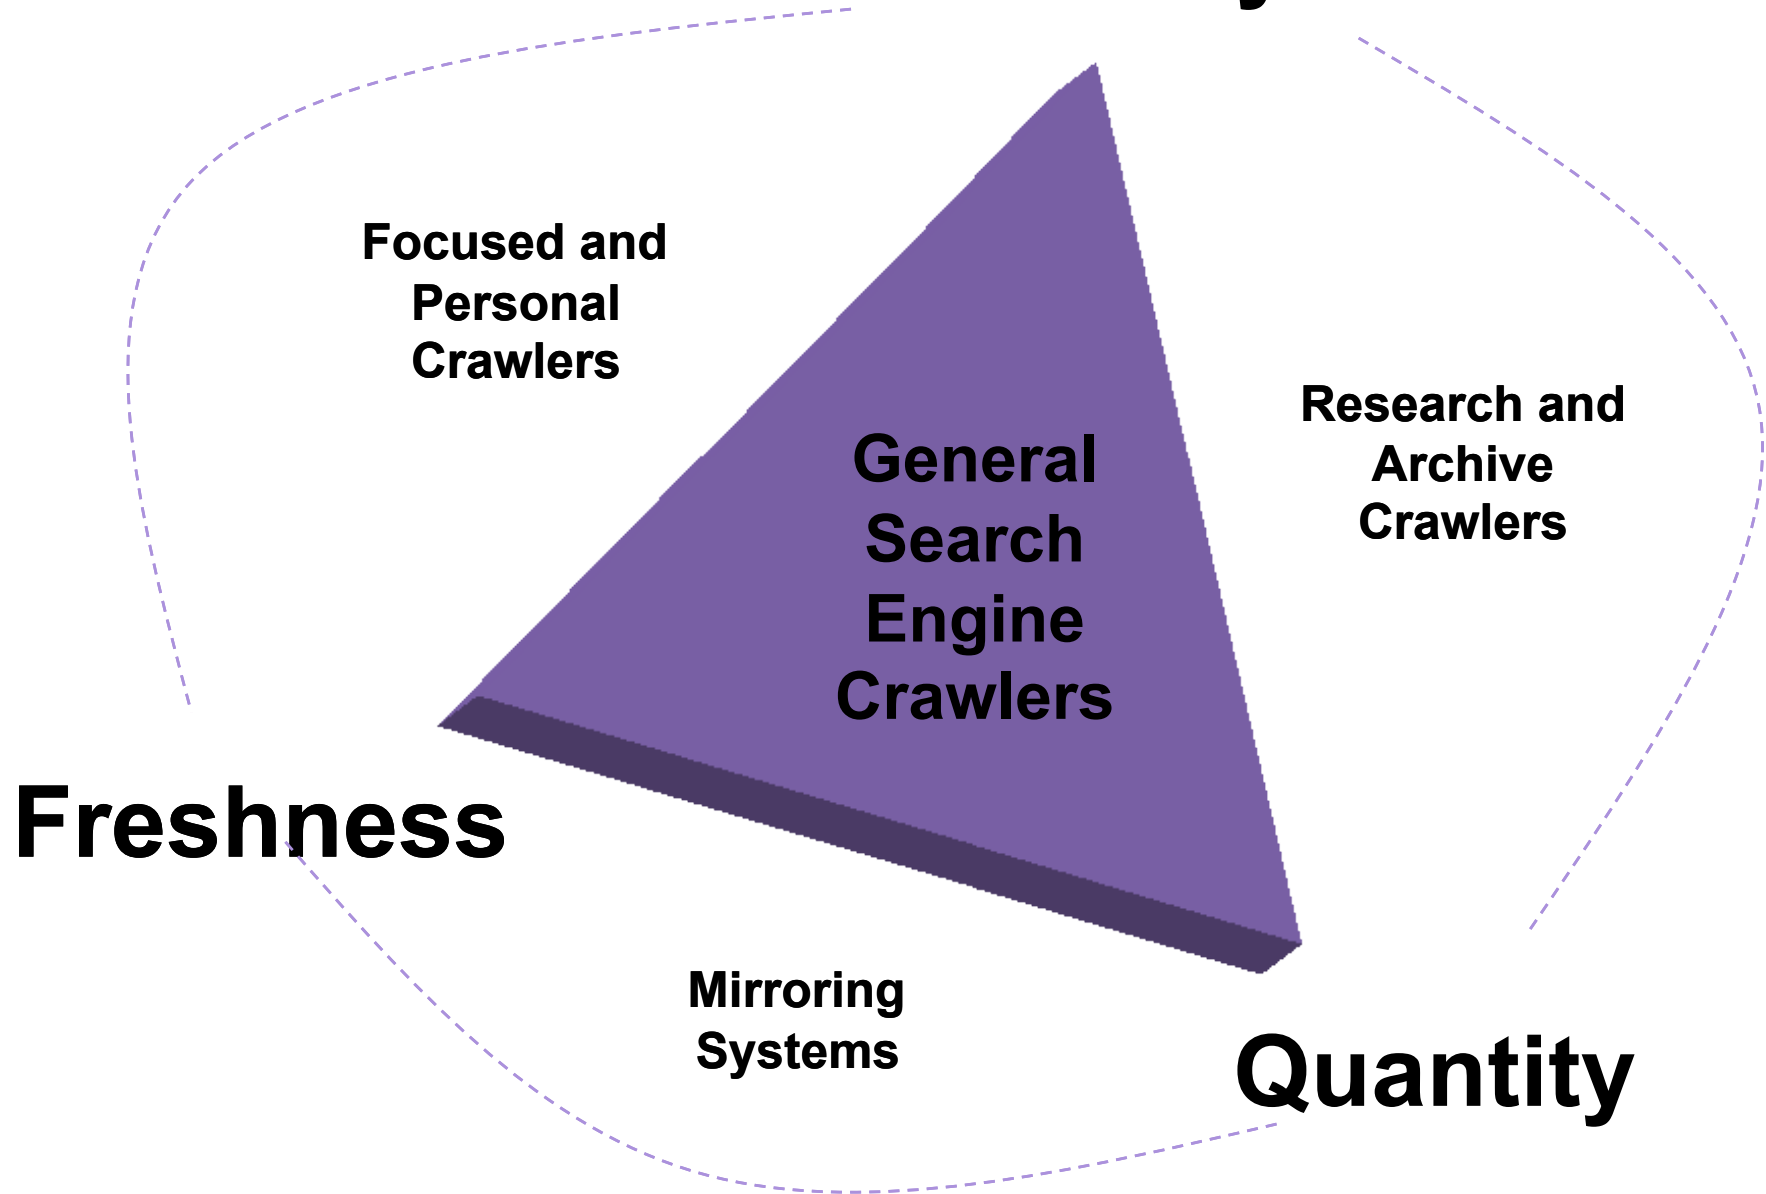 Focused and
Personal
Crawlers
Research and
Archive
Crawlers
General
Search
Engine
Crawlers
Freshness
Mirroring
Systems
Quantity